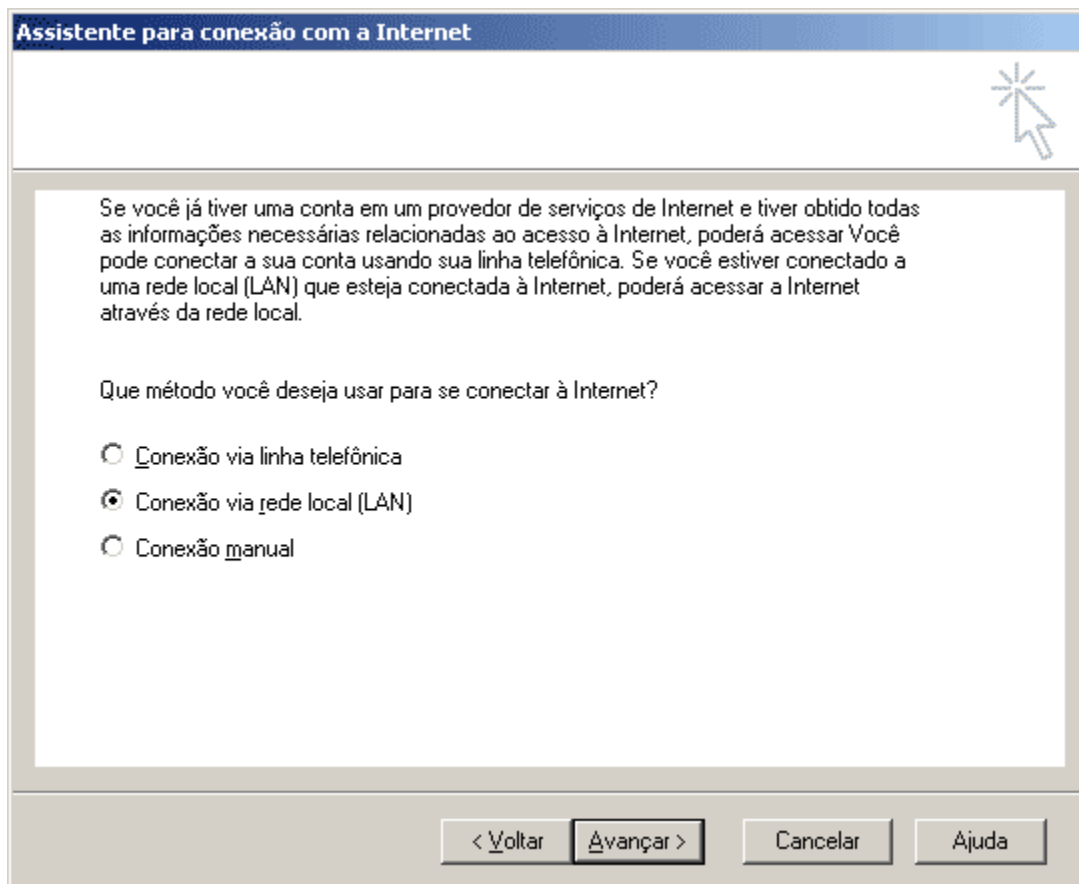 Assistente para conexão com a Internet
Se você já tiver uma conta em um provedor de serviços de Internet e tiver obtido todas
as informações necessárias relacionadas ao acesso à Internet, poderá acessar Você
pode conectar a sua conta usando sua linha telefônica. Se você estiver conectado a
uma rede local (LAN) que esteja conectada à Internet, poderá acessar a Internet
através da rede local.
Que método você deseja usar para se conectar à Internet?
Conexão via linha telefônica
Conexão via rede local (LAN)
Conexão manual
< Voltar Avançar > Cancelar Ajuda